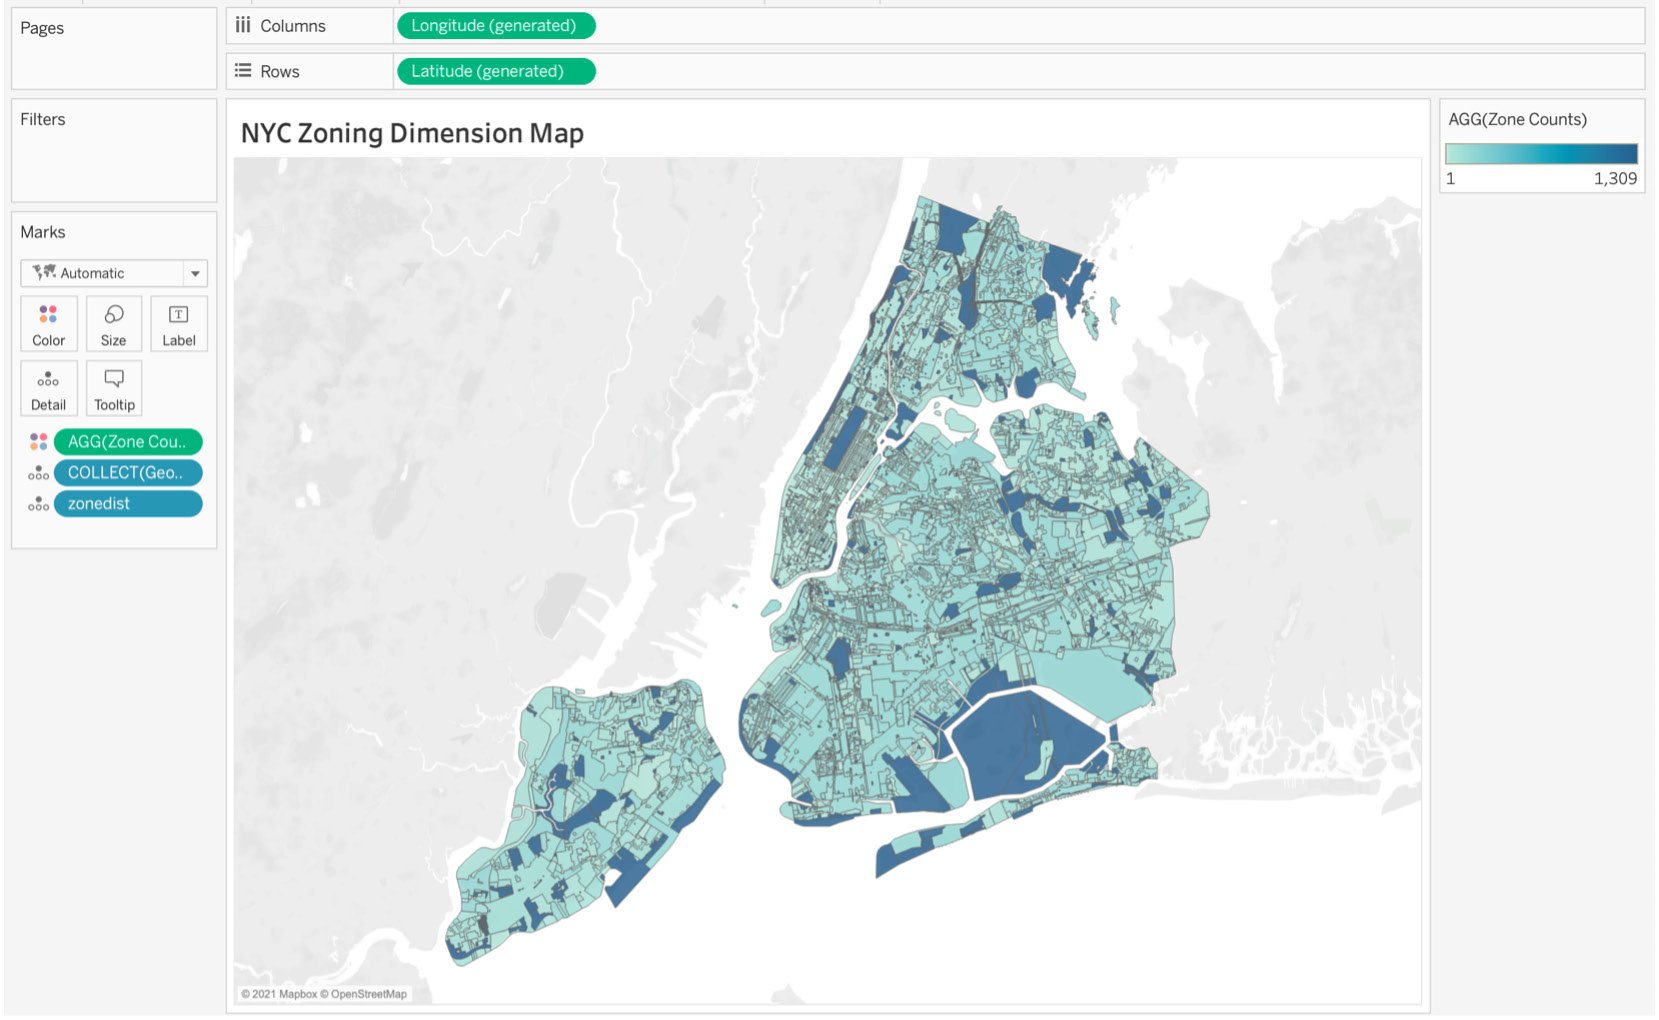 Pages
Columns
Longitude (generated)
Rows
Latitude (generated)
Filters
Marks
Automatic
Color
Size
Label
Detail
Tooltip
AGG(Zone Cou..
COLLECT(Geo..
zonedist
NYC Zoning Dimension Map
© 2021 Mapbox © OpenStreetMap
AGG(Zone Counts)
1
1,309